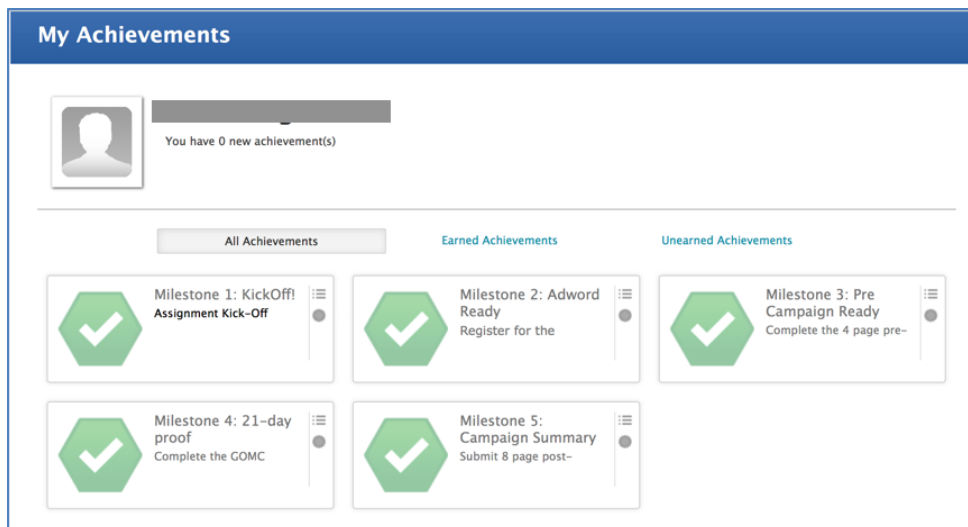 My Achievements
You have 0 new achievement(s)
All Achievements
Earned Achievements
Unearned Achievements
Milestone 1: KickOff!
Assignment Kick-Off
Milestone 2: Adword
Ready
Register for the
Milestone 3: Pre
Campaign Ready
Complete the 4 page pre-
Milestone 4: 21-day
proof
Complete the GOMC
Milestone 5:
Campaign Summary
Submit 8 page post-